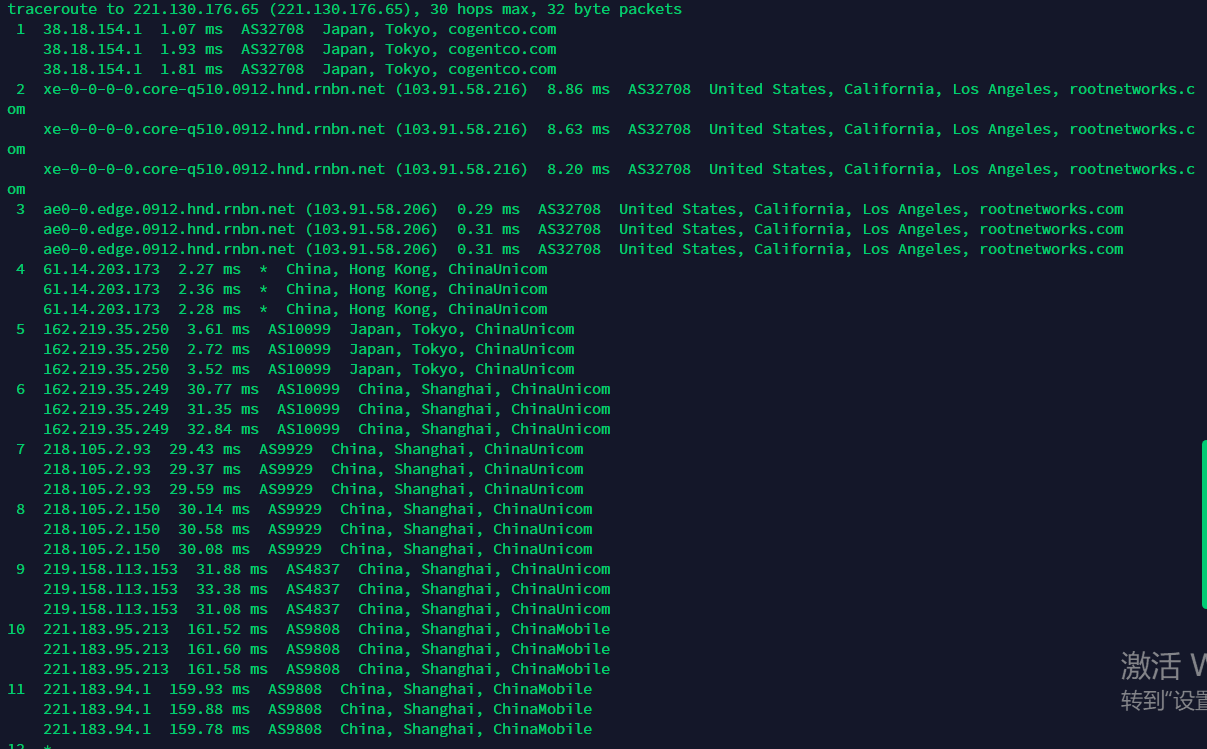 traceroute to 221.130.176.65 (221.130.176.65), 30 hops max, 32 byte packets
1  38.18.154.1  1.07 ms  AS32708  Japan, Tokyo, cogentco.com
38.18.154.1  1.93 ms  AS32708  Japan, Tokyo, cogentco.com
38.18.154.1  1.81 ms  AS32708  Japan, Tokyo, cogentco.com
2  xe-0-0-0-0.core-q510.0912.hnd.rnbn.net (103.91.58.216)  8.86 ms  AS32708  United States, California, Los Angeles, rootnetworks.c
om
xe-0-0-0-0.core-q510.0912.hnd.rnbn.net (103.91.58.216)  8.63 ms  AS32708  United States, California, Los Angeles, rootnetworks.c
om
xe-0-0-0-0.core-q510.0912.hnd.rnbn.net (103.91.58.216)  8.20 ms  AS32708  United States, California, Los Angeles, rootnetworks.c
om
3  ae0-0.edge.0912.hnd.rnbn.net (103.91.58.206)  0.29 ms  AS32708  United States, California, Los Angeles, rootnetworks.com
ae0-0.edge.0912.hnd.rnbn.net (103.91.58.206)  0.31 ms  AS32708  United States, California, Los Angeles, rootnetworks.com
ae0-0.edge.0912.hnd.rnbn.net (103.91.58.206)  0.31 ms  AS32708  United States, California, Los Angeles, rootnetworks.com
4  61.14.203.173  2.27 ms  *  China, Hong Kong, ChinaUnicom
61.14.203.173  2.36 ms  *  China, Hong Kong, ChinaUnicom
61.14.203.173  2.28 ms  *  China, Hong Kong, ChinaUnicom
5  162.219.35.250  3.61 ms  AS10099  Japan, Tokyo, ChinaUnicom
162.219.35.250  2.72 ms  AS10099  Japan, Tokyo, ChinaUnicom
162.219.35.250  3.52 ms  AS10099  Japan, Tokyo, ChinaUnicom
6  162.219.35.249  30.77 ms  AS10099  China, Shanghai, ChinaUnicom
162.219.35.249  31.35 ms  AS10099  China, Shanghai, ChinaUnicom
162.219.35.249  32.84 ms  AS10099  China, Shanghai, ChinaUnicom
7  218.105.2.93  29.43 ms  AS9929  China, Shanghai, ChinaUnicom
218.105.2.93  29.37 ms  AS9929  China, Shanghai, ChinaUnicom
218.105.2.93  29.59 ms  AS9929  China, Shanghai, ChinaUnicom
8  218.105.2.150  30.14 ms  AS9929  China, Shanghai, ChinaUnicom
218.105.2.150  30.58 ms  AS9929  China, Shanghai, ChinaUnicom
218.105.2.150  30.08 ms  AS9929  China, Shanghai, ChinaUnicom
9  219.158.113.153  31.88 ms  AS4837  China, Shanghai, ChinaUnicom
219.158.113.153  33.38 ms  AS4837  China, Shanghai, ChinaUnicom
219.158.113.153  31.08 ms  AS4837  China, Shanghai, ChinaUnicom
10  221.183.95.213  161.52 ms  AS9808  China, Shanghai, ChinaMobile
221.183.95.213  161.60 ms  AS9808  China, Shanghai, ChinaMobile
221.183.95.213  161.58 ms  AS9808  China, Shanghai, ChinaMobile
11  221.183.94.1  159.93 ms  AS9808  China, Shanghai, ChinaMobile
221.183.94.1  159.88 ms  AS9808  China, Shanghai, ChinaMobile
221.183.94.1  159.78 ms  AS9808  China, Shanghai, ChinaMobile
激活 W
转到"设置